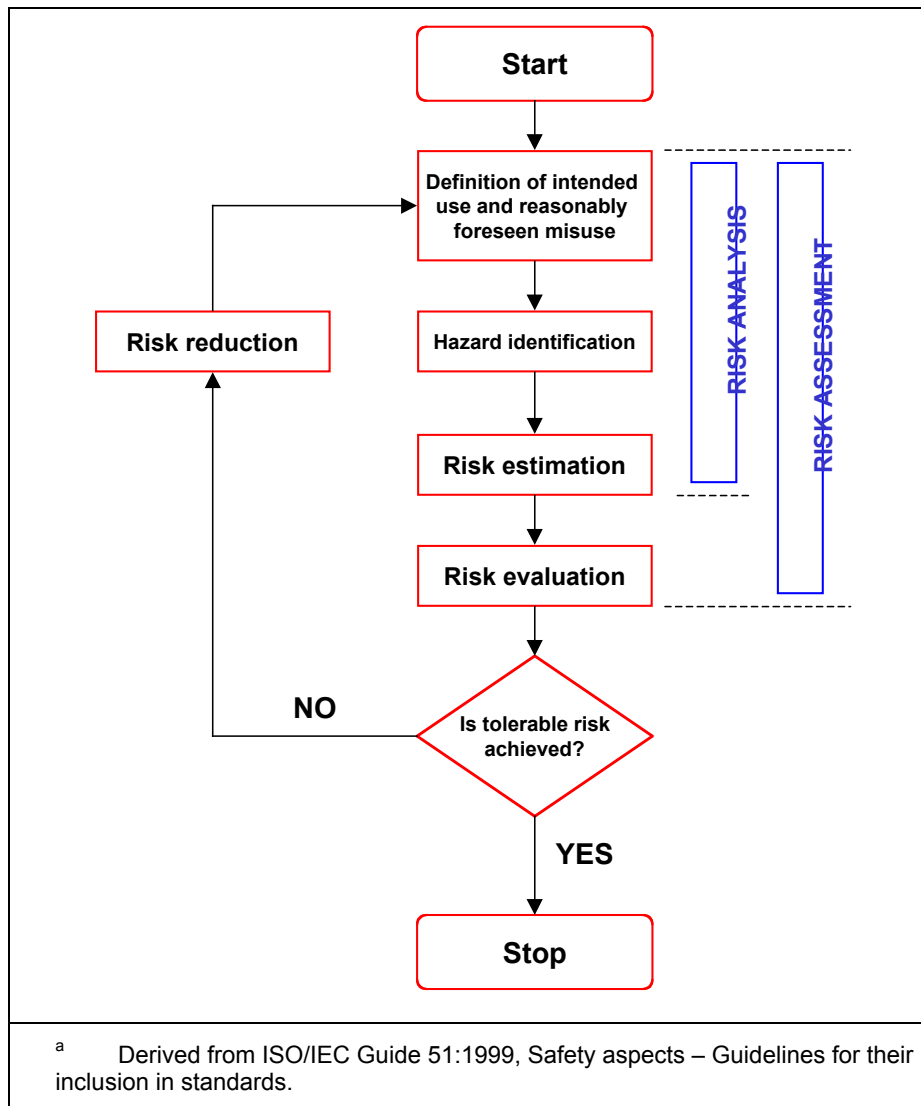 Start
Definition of intended
use and reasonably
foreseen misuse
RISK ANALYSIS
RISK ASSESSMENT
Risk reduction
Hazard identification
Risk estimation
Risk evaluation
NO
Is tolerable risk
achieved?
YES
Stop
a Derived from ISO/IEC Guide 51:1999, Safety aspects – Guidelines for their
inclusion in standards.